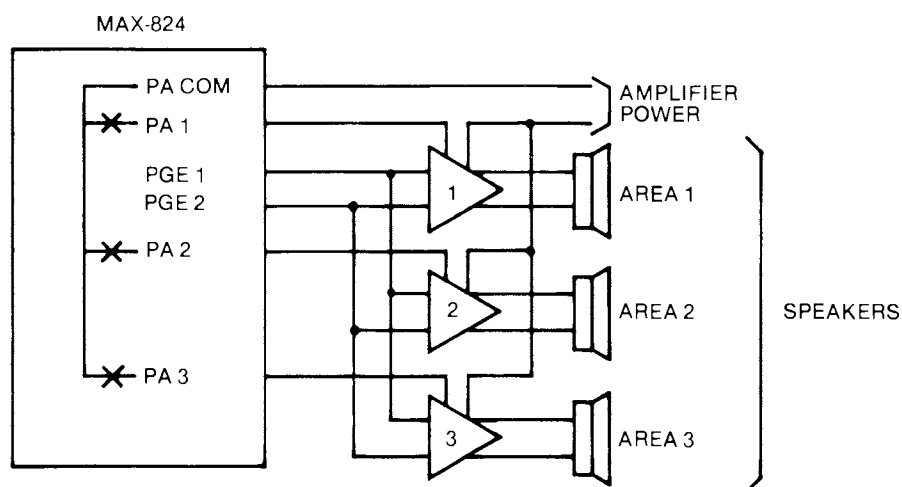 MAX-824
PA COM
AMPLIFIER
POWER
PA 1
PGE 1
PGE 2
1
AREA 1
PA 2
2
AREA 2
SPEAKERS
PA 3
3
AREA 3